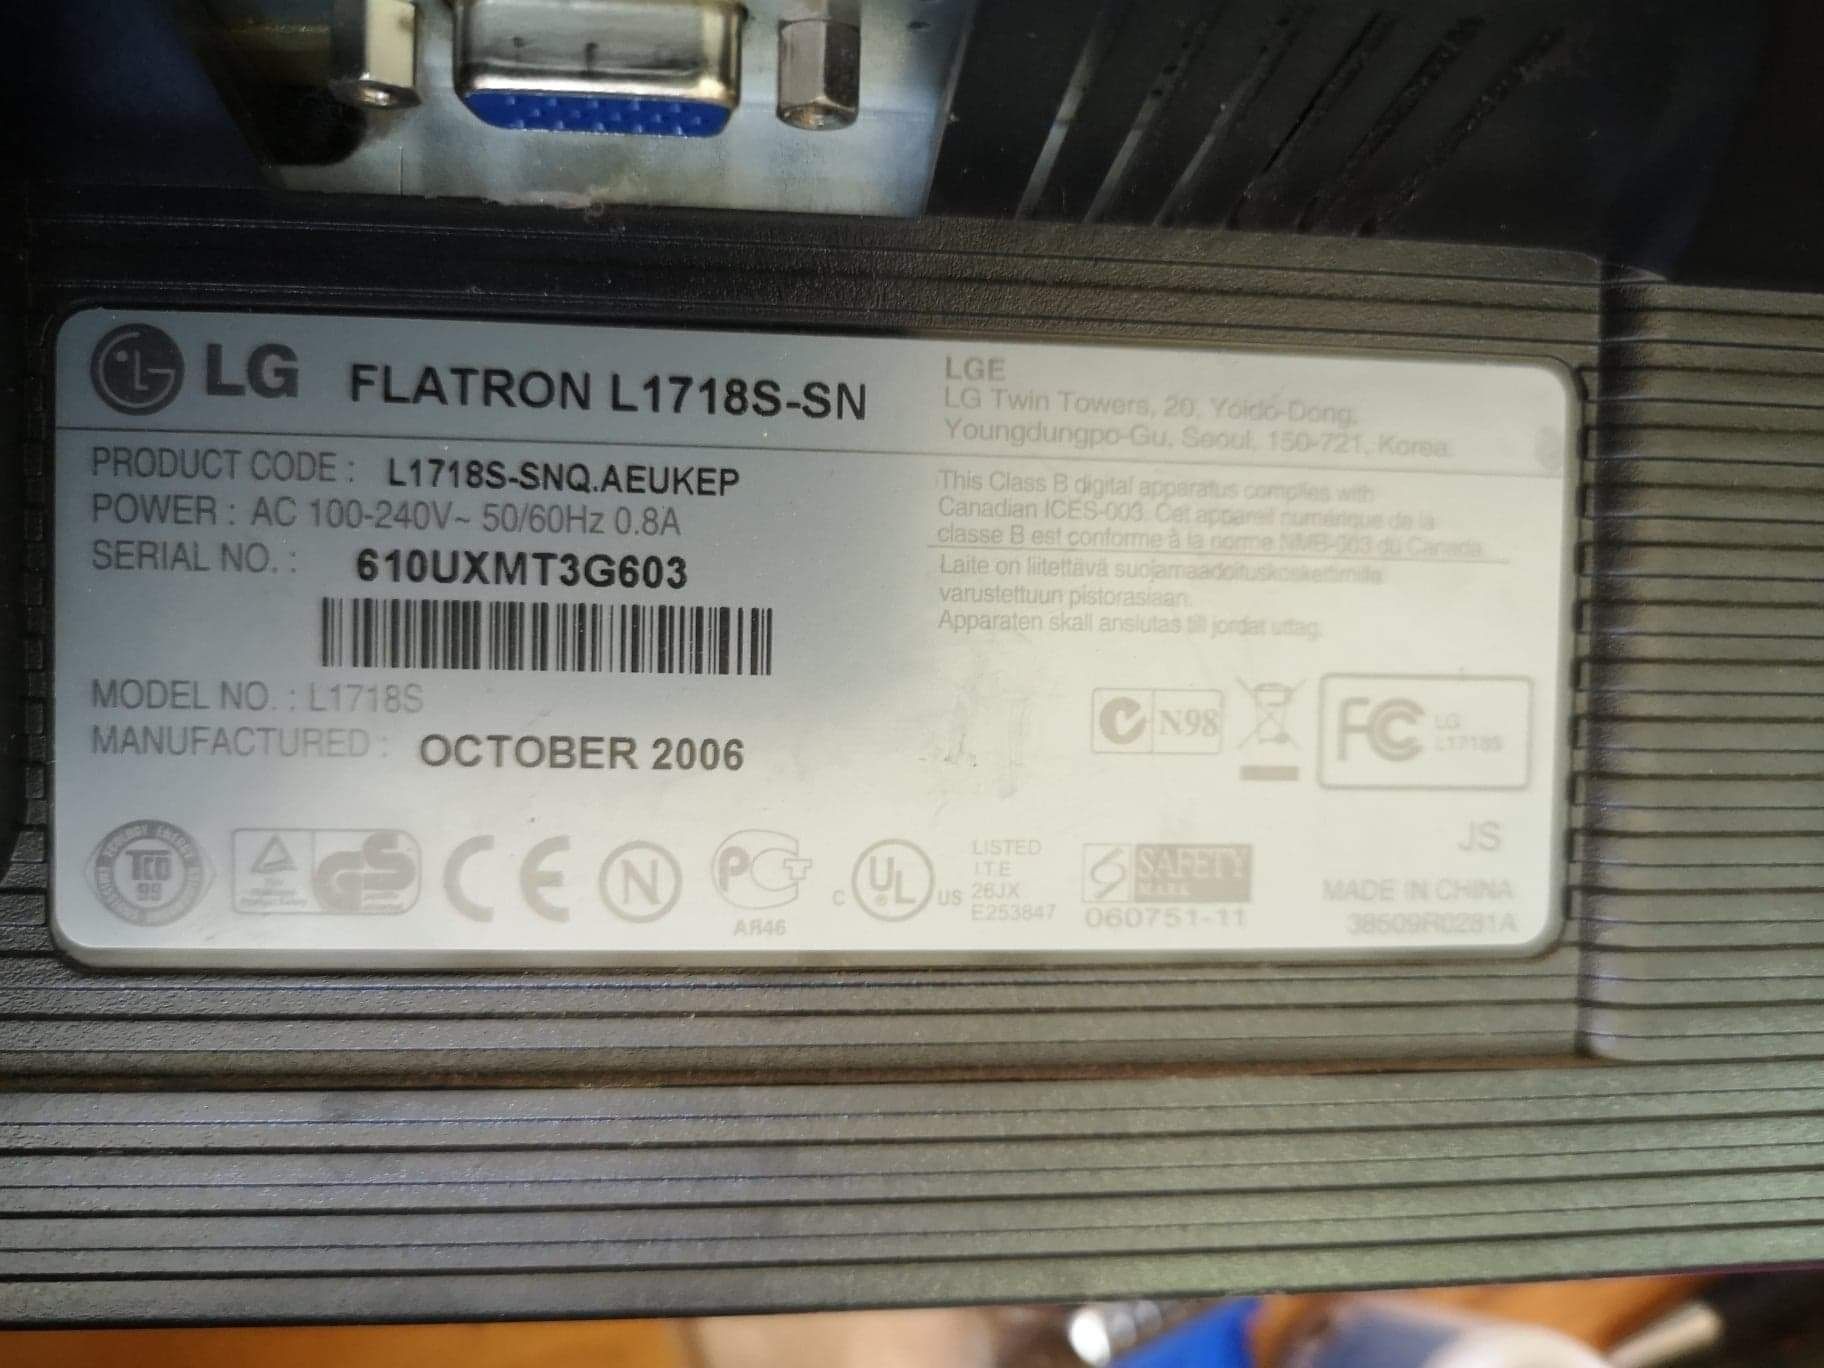 LG FLATRON L1718S-SN
LGE
LG Twin Towers, 20, Yoido-Dong,
Youngdungpo-Gu, Seoul, 150-721, Korea
PRODUCT CODE : L1718S-SNQ.AEUKEP
POWER : AC 100-240V~ 50/60Hz 0.8A
SERIAL NO. : 610UXMT3G603
MODEL NO. : L1718S
MANUFACTURED : OCTOBER 2006
This Class B digital apparatus complies with
Canadian ICES-003. Cet appareil numérique de la
classe B est conforme à la norme NMB-003 du Canada
Laite on liitettävä suojamaadoituskoskettimilla
varustettuun pistorasiaan.
Apparaten skall anslutas till jordat uttag.
N98
FC LG
L1718S
JS
TCO
99
GS
CE
N
PCT
AR46
C UL US
LISTED
I.T.E
26JX
E253847
SAFETY
MARK
060751-11
MADE IN CHINA
38509R0281A